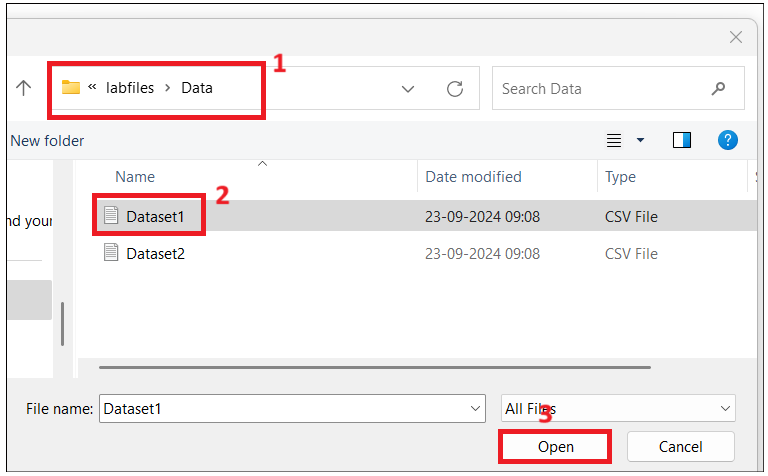 1
« labfiles > Data
Search Data
New folder
?
Name Date modified Type
2
nd your
Dataset1 23-09-2024 09:08 CSV File
Dataset2 23-09-2024 09:08 CSV File
File name: Dataset1 All Files
3
Open Cancel